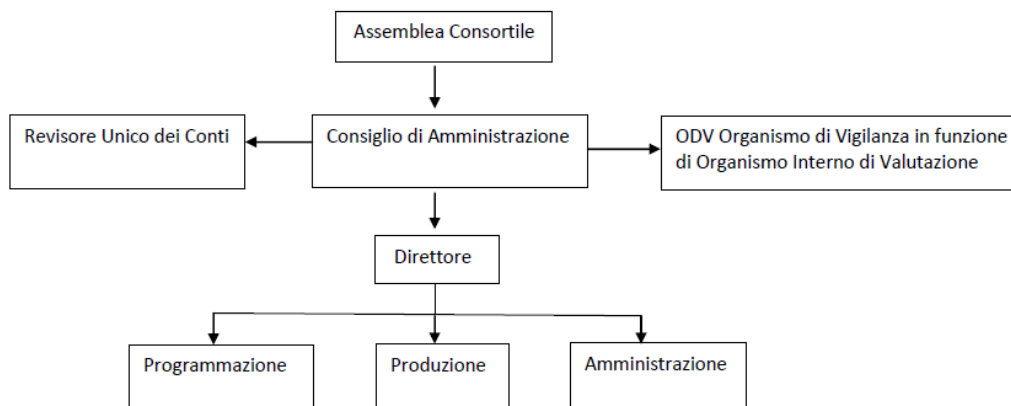 Assemblea Consortile
Revisore Unico dei Conti
Consiglio di Amministrazione
ODV Organismo di Vigilanza in funzione
di Organismo Interno di Valutazione
Direttore
Programmazione
Produzione
Amministrazione